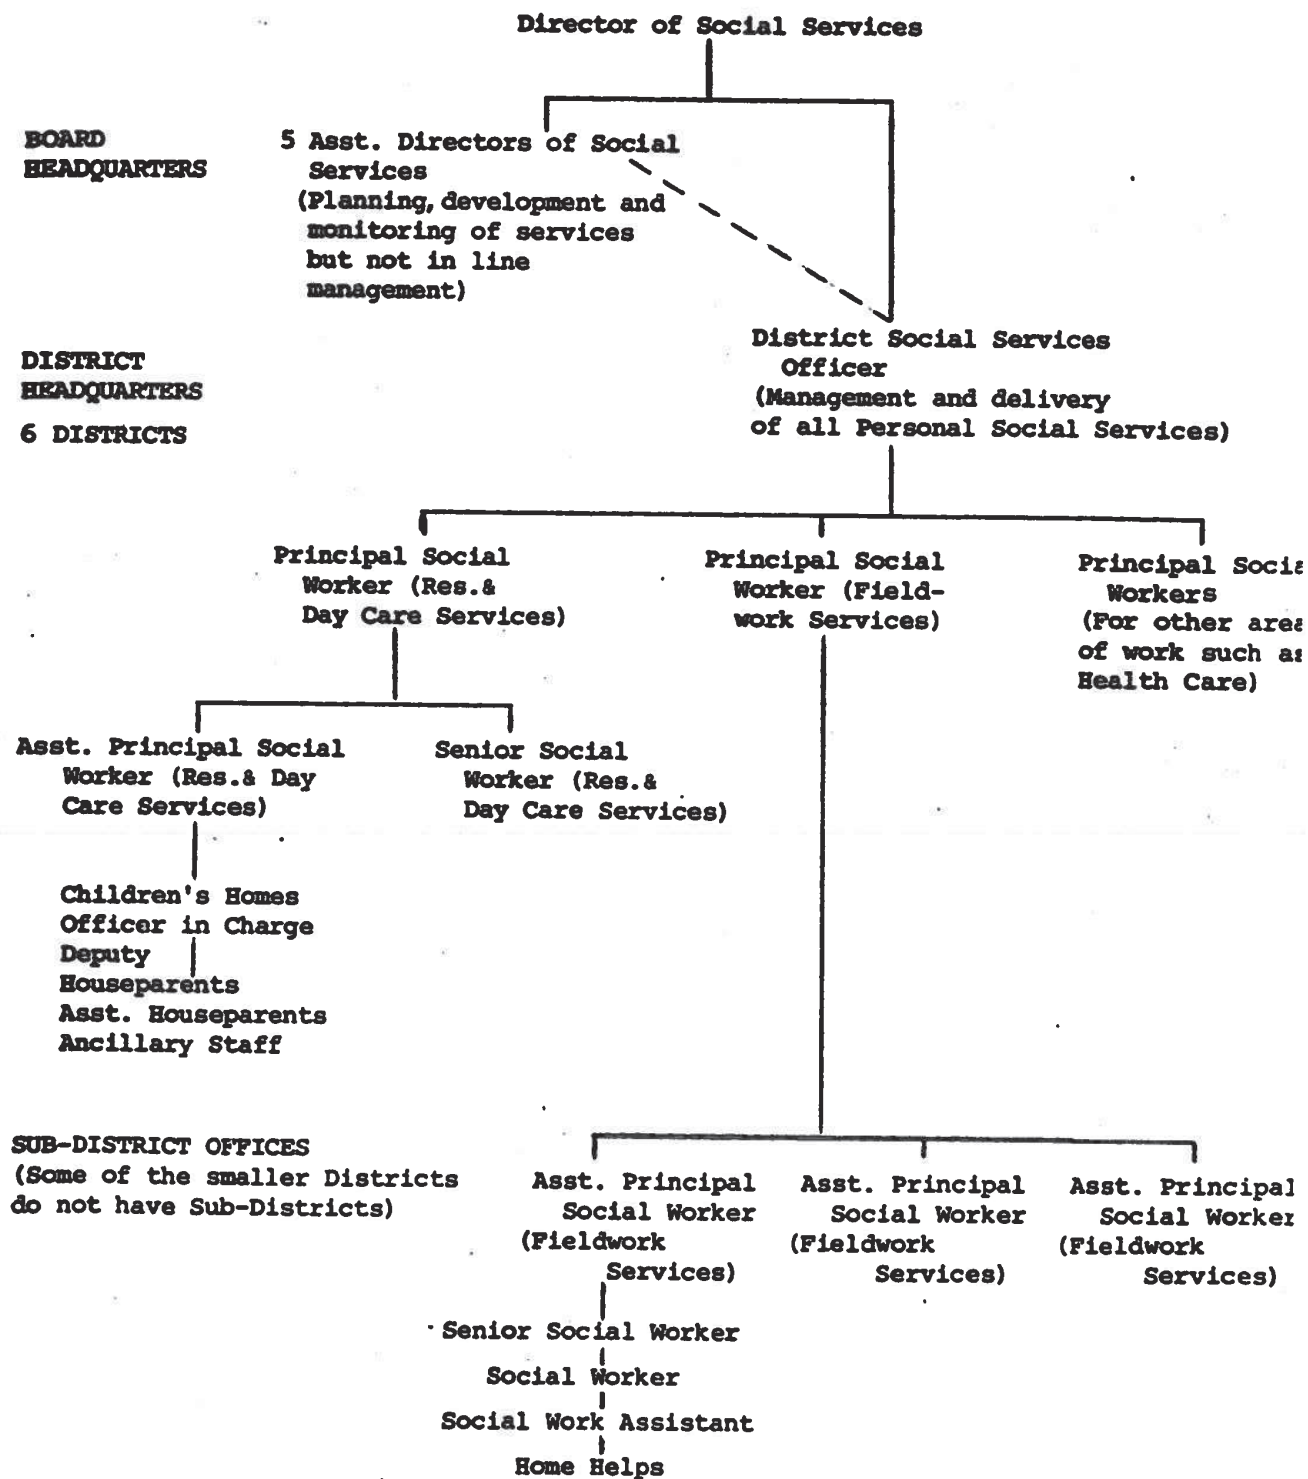 Director of Social Services
BOARD
HEADQUARTERS
5 Asst. Directors of Social
Services
(Planning, development and
monitoring of services
but not in line
management)
DISTRICT
HEADQUARTERS
6 DISTRICTS
District Social Services
Officer
(Management and delivery
of all Personal Social Services)
Principal Social
Worker (Res.&
Day Care Services)
Principal Social
Worker (Field-
work Services)
Principal
Workers
(For other
of work such
Health Care)
Asst. Principal Social
Worker (Res.& Day
Care Services)
Senior Social
Worker (Res.&
Day Care Services)
Children's Homes
Officer in Charge
Deputy
Houseparents
Asst. Houseparents
Ancillary Staff
SUB-DISTRICT OFFICES
(Some of the smaller Districts
do not have Sub-Districts)
Asst. Principal
Social Worker
(Fieldwork
Services)
Asst. Principal
Social Worker
(Fieldwork
Services)
Asst. Principal
Social Worker
(Fieldwork
Services)
Senior Social Worker
Social Worker
Social Work Assistant
Home Helps